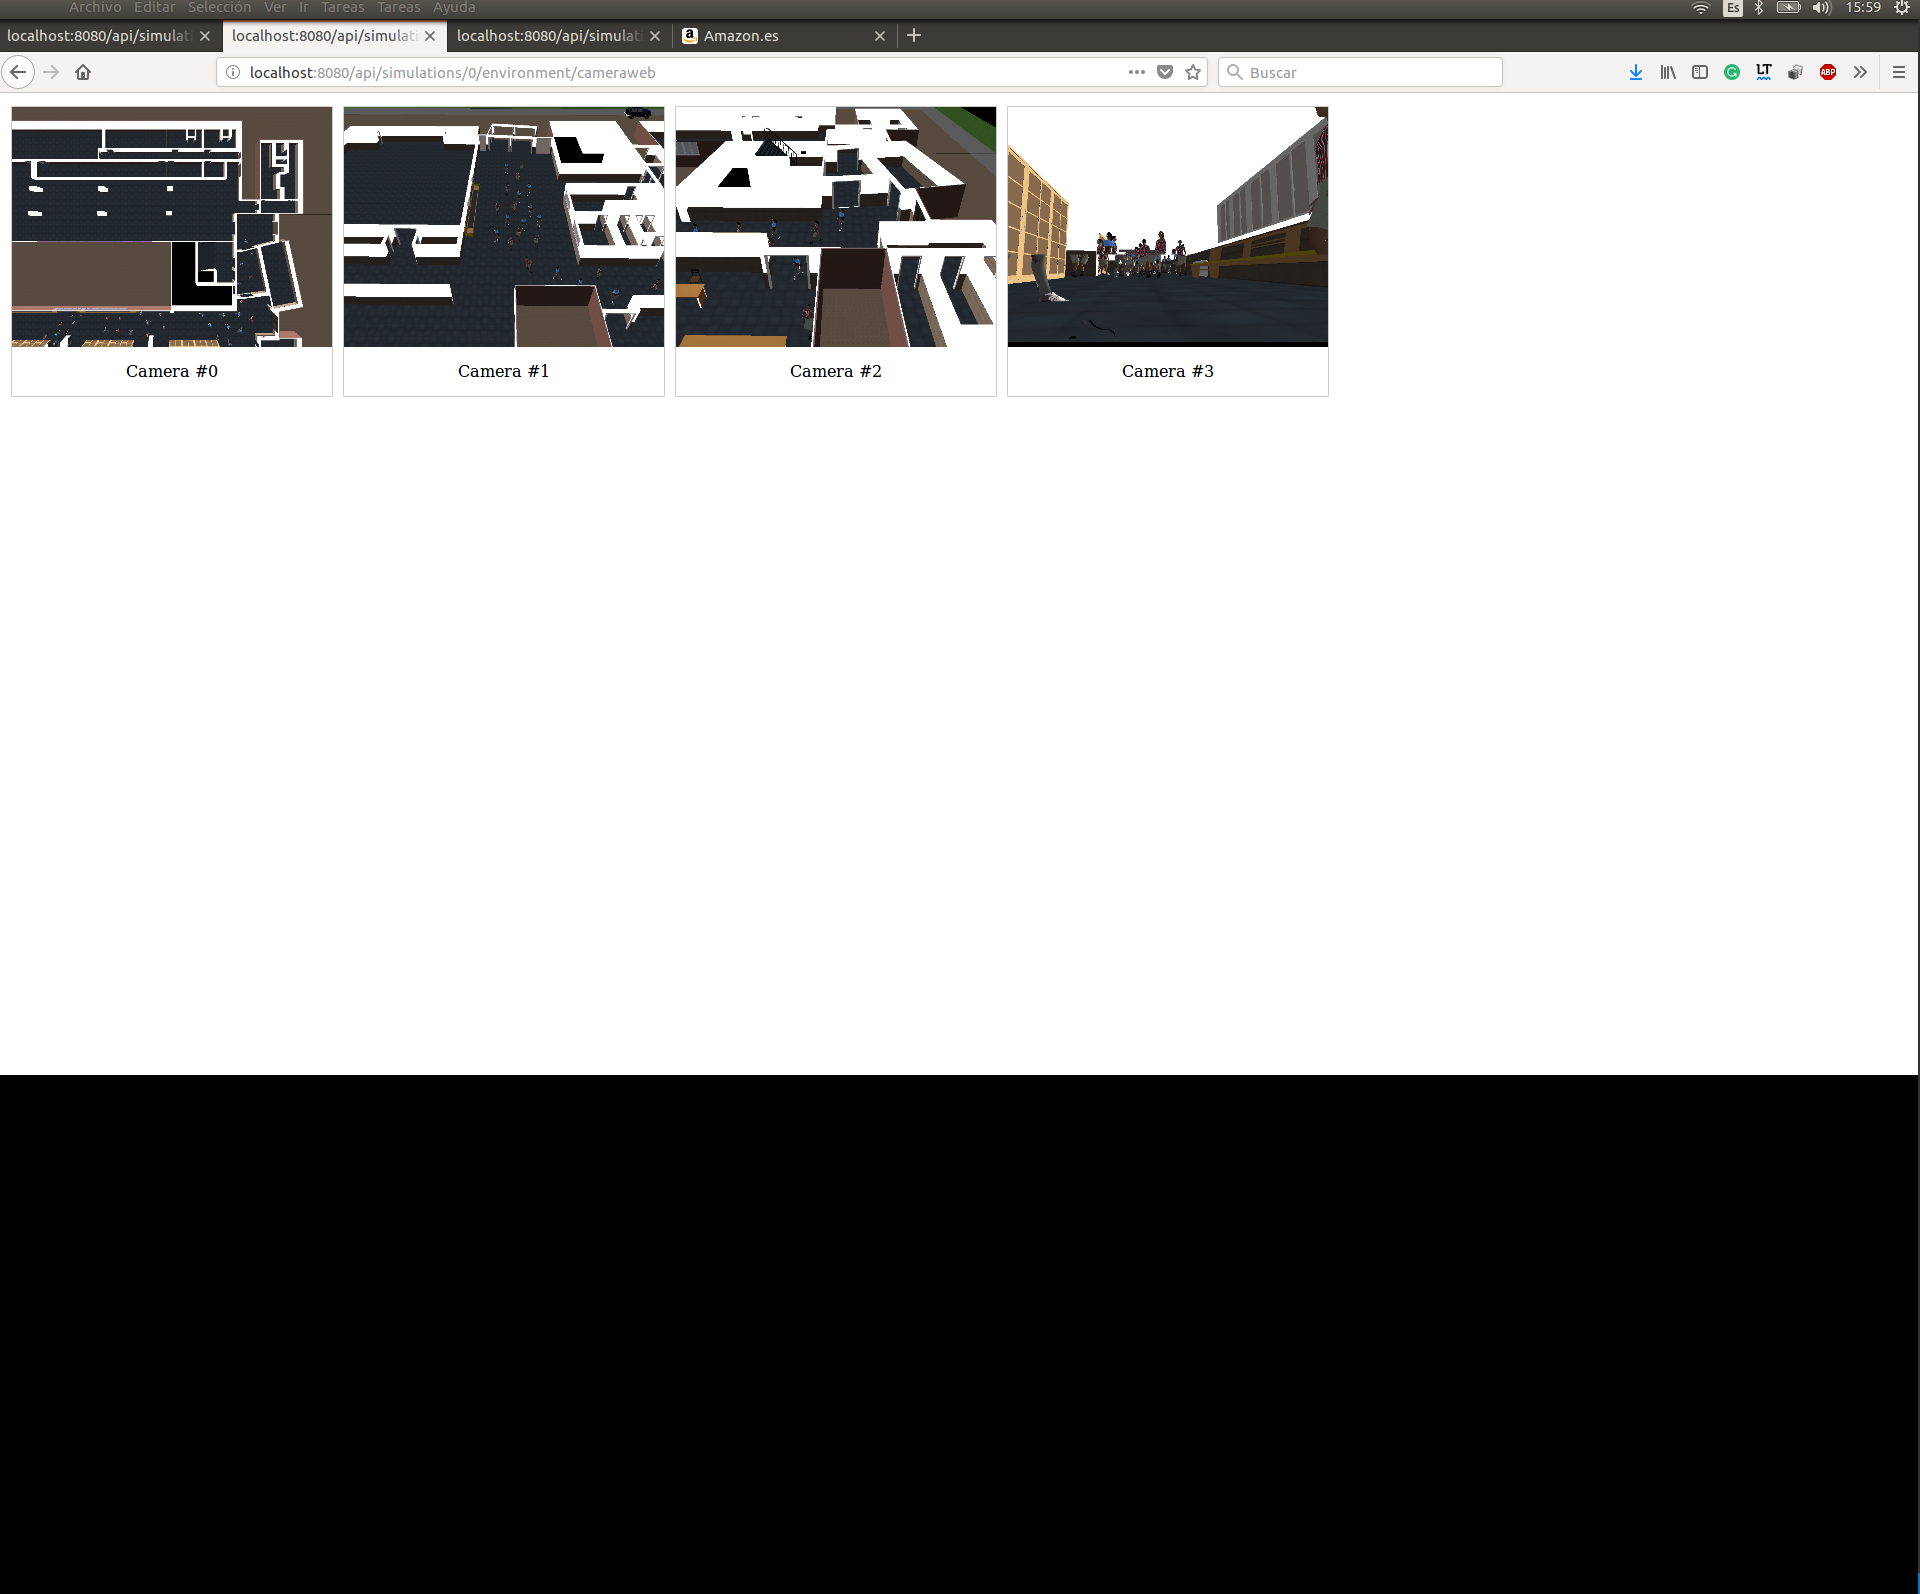 Archivo Editar Selección Ver Ir Tareas Tareas Ayuda
Es
15:59
localhost:8080/api/simulati
localhost:8080/api/simulati
localhost:8080/api/simulati
Amazon.es
localhost:8080/api/simulations/0/environment/cameraweb
Buscar
LT
ABP
Camera #0
Camera #1
Camera #2
Camera #3